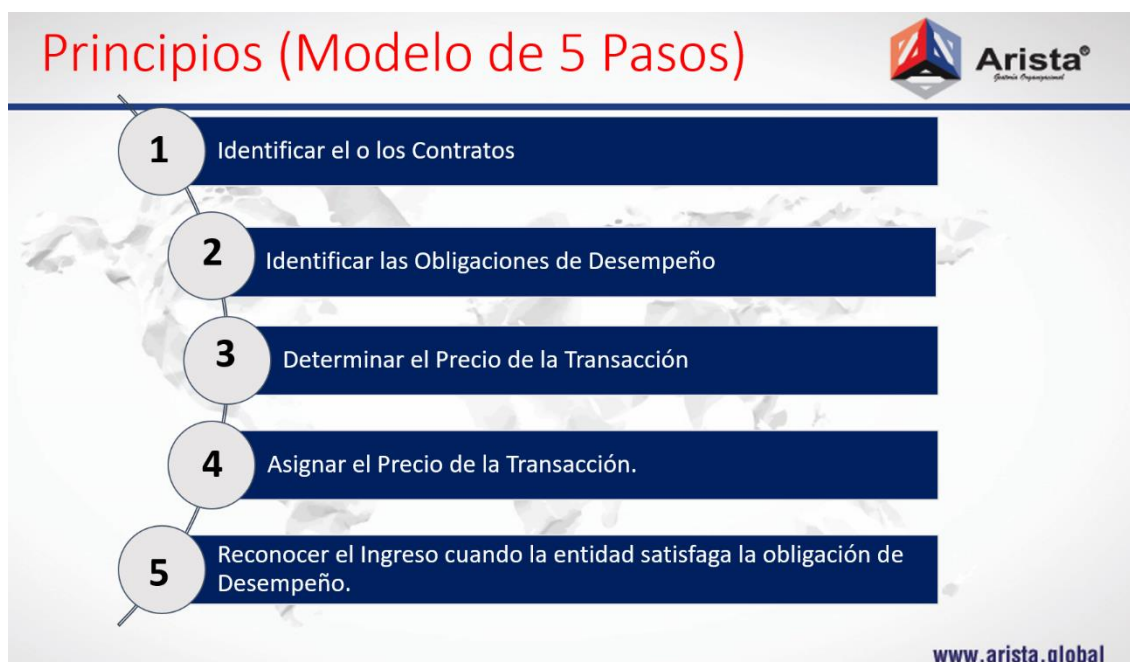 Principios (Modelo de 5 Pasos)
Arista®
Gestoría Organizacional
1
Identificar el o los Contratos
2
Identificar las Obligaciones de Desempeño
3
Determinar el Precio de la Transacción
4
Asignar el Precio de la Transacción.
5
Reconocer el Ingreso cuando la entidad satisfaga la obligación de
Desempeño.
www.arista.global